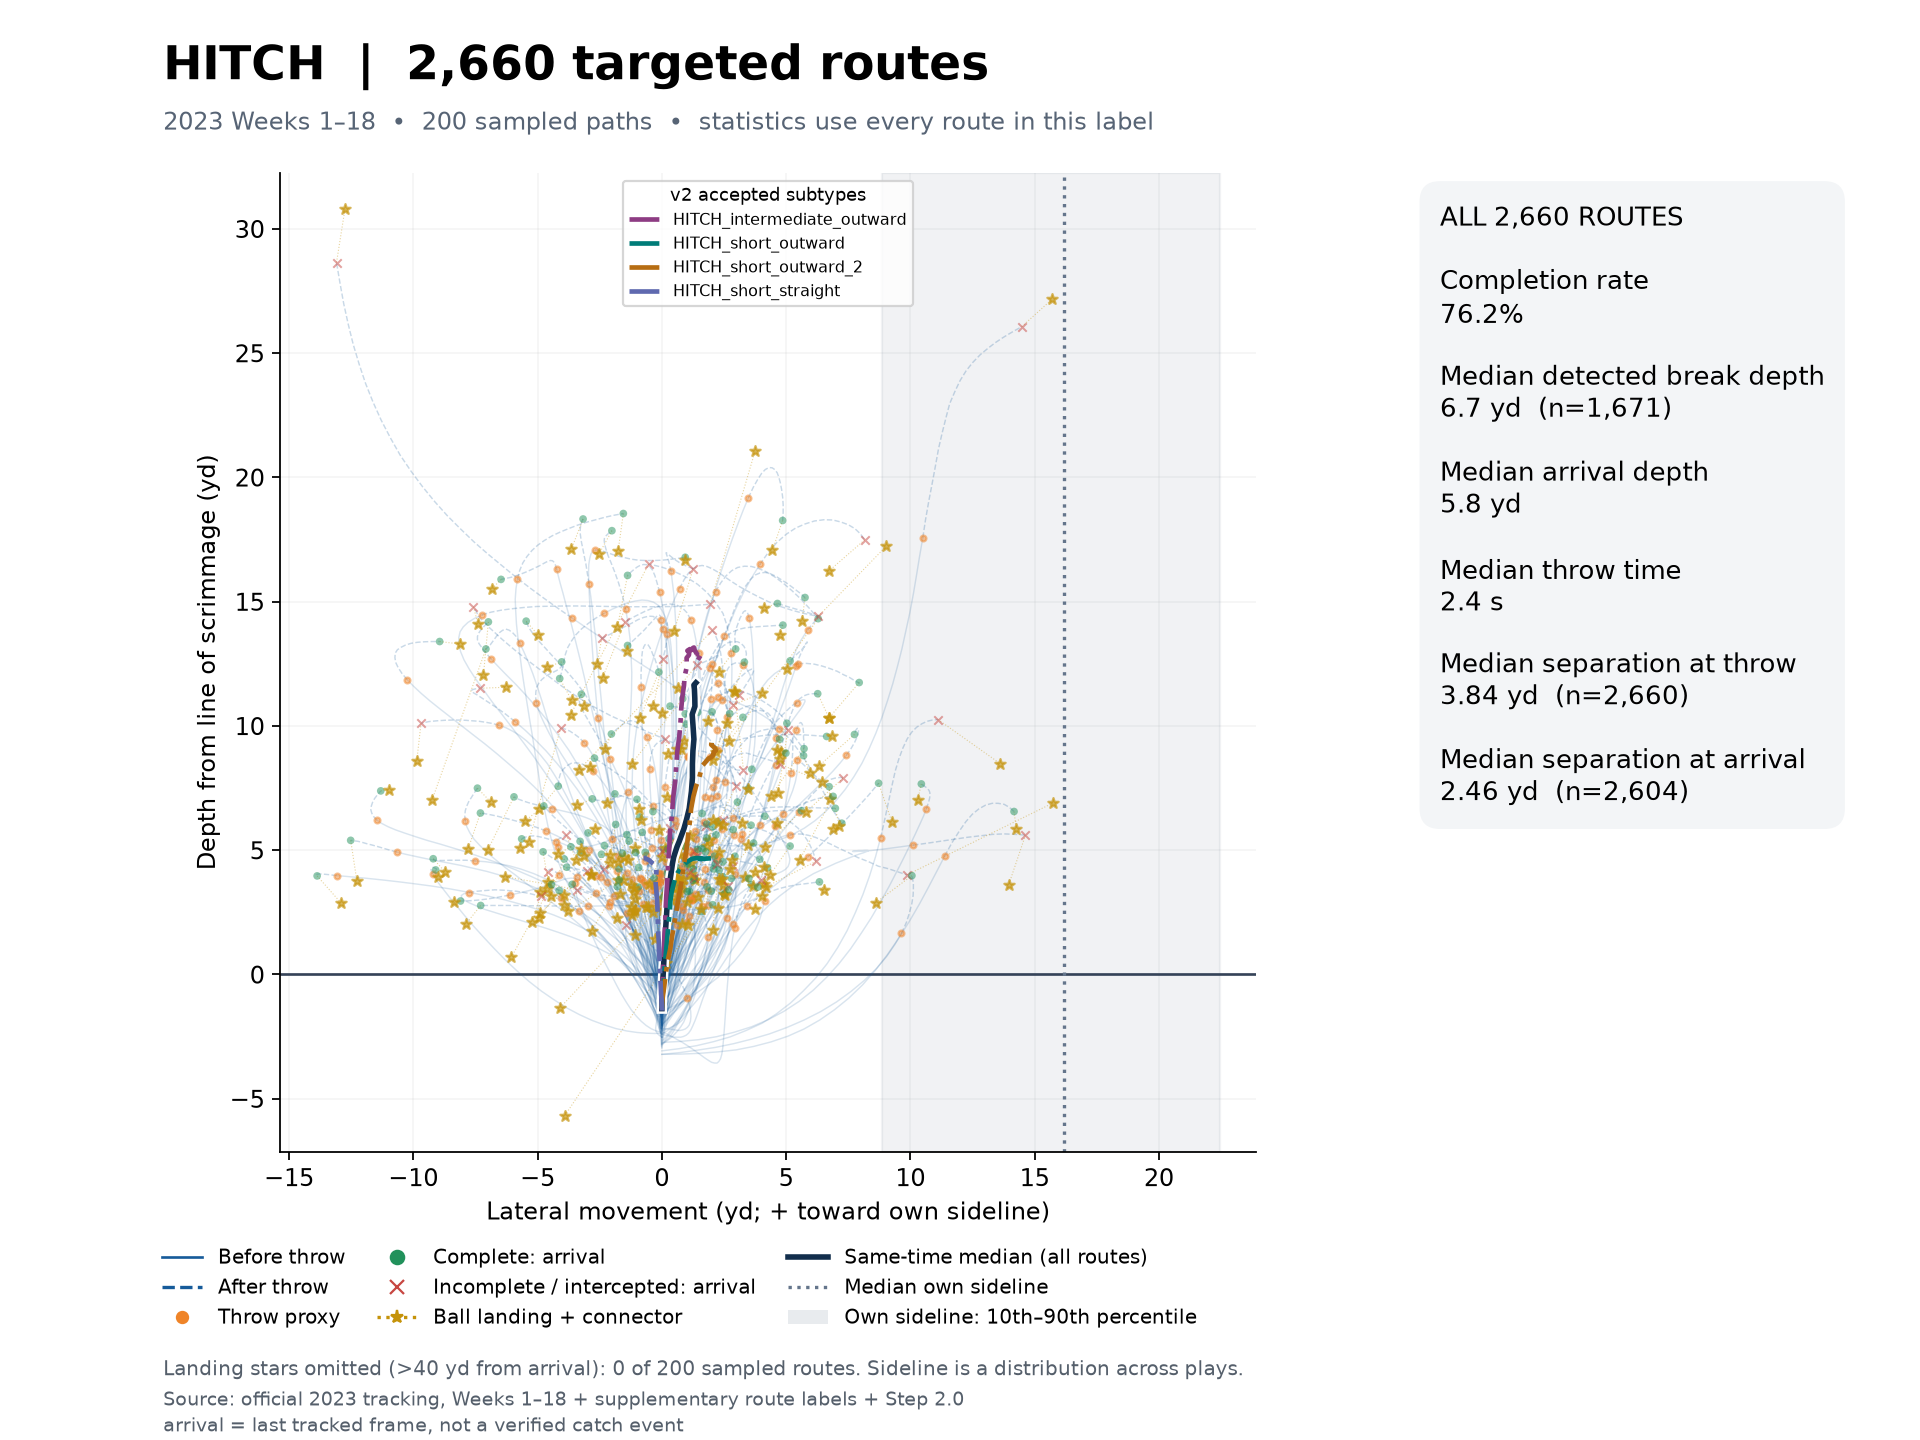 HITCH | 2,660 targeted routes
2023 Weeks 1–18 • 200 sampled paths • statistics use every route in this label
v2 accepted subtypes
HITCH_intermediate_outward
HITCH_short_outward
HITCH_short_outward_2
HITCH_short_straight
ALL 2,660 ROUTES
Completion rate
76.2%
Median detected break depth
6.7 yd (n=1,671)
Median arrival depth
5.8 yd
Median throw time
2.4 s
Median separation at throw
3.84 yd (n=2,660)
Median separation at arrival
2.46 yd (n=2,604)
Depth from line of scrimmage (yd)
30
25
20
15
10
5
0
−5
−15 −10 −5 0 5 10 15 20
Lateral movement (yd; + toward own sideline)
Before throw
After throw
Throw proxy
Complete: arrival
Incomplete / intercepted: arrival
Ball landing + connector
Same-time median (all routes)
Median own sideline
Own sideline: 10th–90th percentile
Landing stars omitted (>40 yd from arrival): 0 of 200 sampled routes. Sideline is a distribution across plays.
Source: official 2023 tracking, Weeks 1–18 + supplementary route labels + Step 2.0
arrival = last tracked frame, not a verified catch event